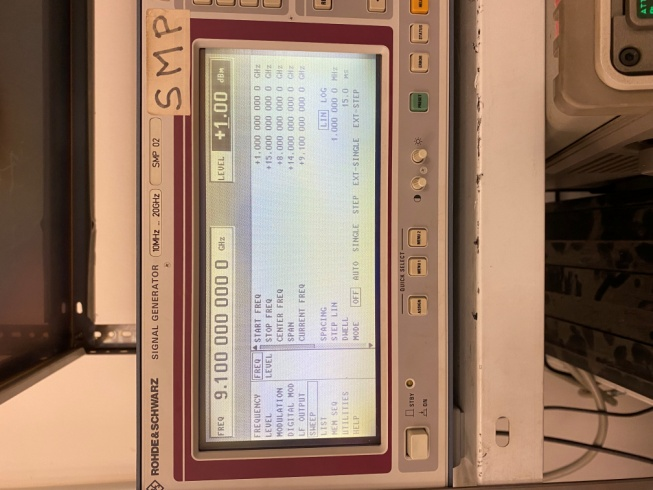 SMP
ROHDE & SCHWARZ SIGNAL GENERATOR 10MHz .. 20GHz SMP 02
FREQ 9.100 000 000 0 GHz LEVEL +1.00 dBm
FREQUENCY
LEVEL
MODULATION
DIGITAL MOD
LF OUTPUT
SWEEP
LIST
MEM SEQ
UTILITIES
HELP
FREQ
LEVEL
START FREQ +1.000 000 000 0 GHz
STOP FREQ +15.000 000 000 0 GHz
CENTER FREQ +8.000 000 000 0 GHz
SPAN +14.000 000 000 0 GHz
CURRENT FREQ +9.100 000 000 0 GHz
SPACING LIN LOG
STEP LIN 1.000 000 0 MHz
DWELL 15.0 ms
MODE OFF AUTO SINGLE STEP EXT-SINGLE EXT-STEP
QUICK SELECT
STBY
ON